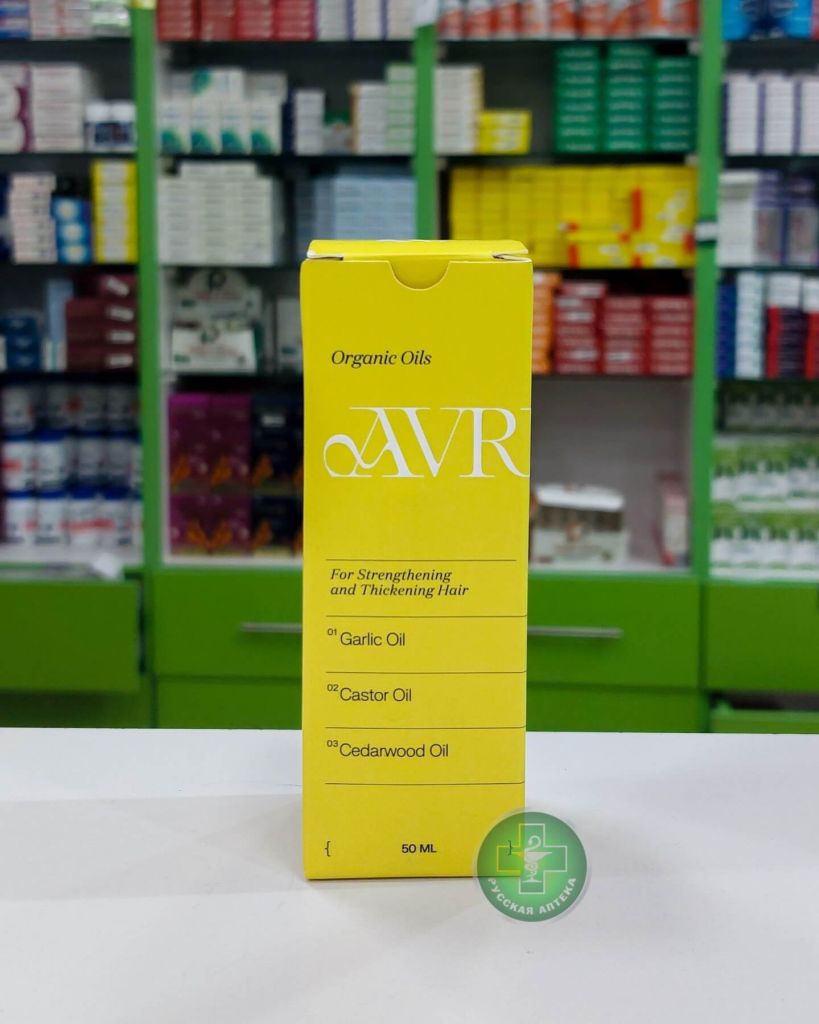 Organic Oils
AVR
For Strengthening
and Thickening Hair
01 Garlic Oil
02 Castor Oil
03 Cedarwood Oil
{ 50 ML }
РУССКАЯ АПТЕКА